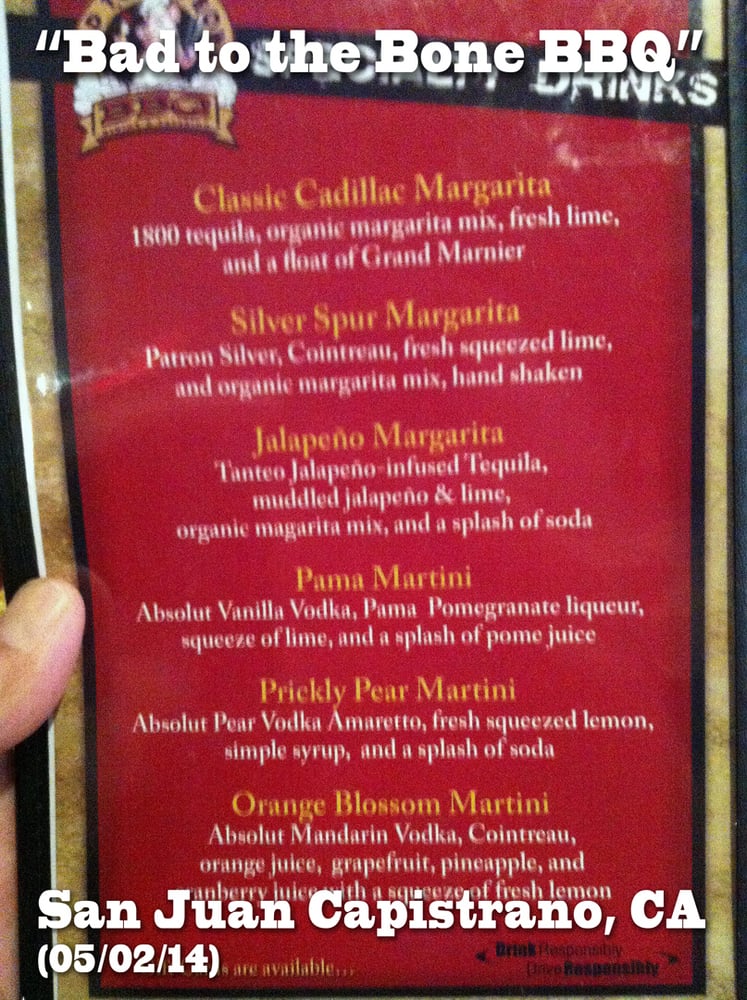 “Bad to the Bone BBQ”
SPECIALTY DRINKS
BBQ
Classic Cadillac Margarita
1800 tequila, organic margarita mix, fresh lime,
and a float of Grand Marnier
Silver Spur Margarita
Patron Silver, Cointreau, fresh squeezed lime,
and organic margarita mix, hand shaken
Jalapeño Margarita
Tanteo Jalapeño-infused Tequila,
muddled jalapeño & lime,
organic magarita mix, and a splash of soda
Pama Martini
Absolut Vanilla Vodka, Pama Pomegranate liqueur,
squeeze of lime, and a splash of pome juice
Prickly Pear Martini
Absolut Pear Vodka Amaretto, fresh squeezed lemon,
simple syrup, and a splash of soda
Orange Blossom Martini
Absolut Mandarin Vodka, Cointreau,
orange juice, grapefruit, pineapple, and
cranberry juice with a squeeze of fresh lemon
San Juan Capistrano, CA
(05/02/14)
are available...
Drink Responsibly
Drive Responsibly